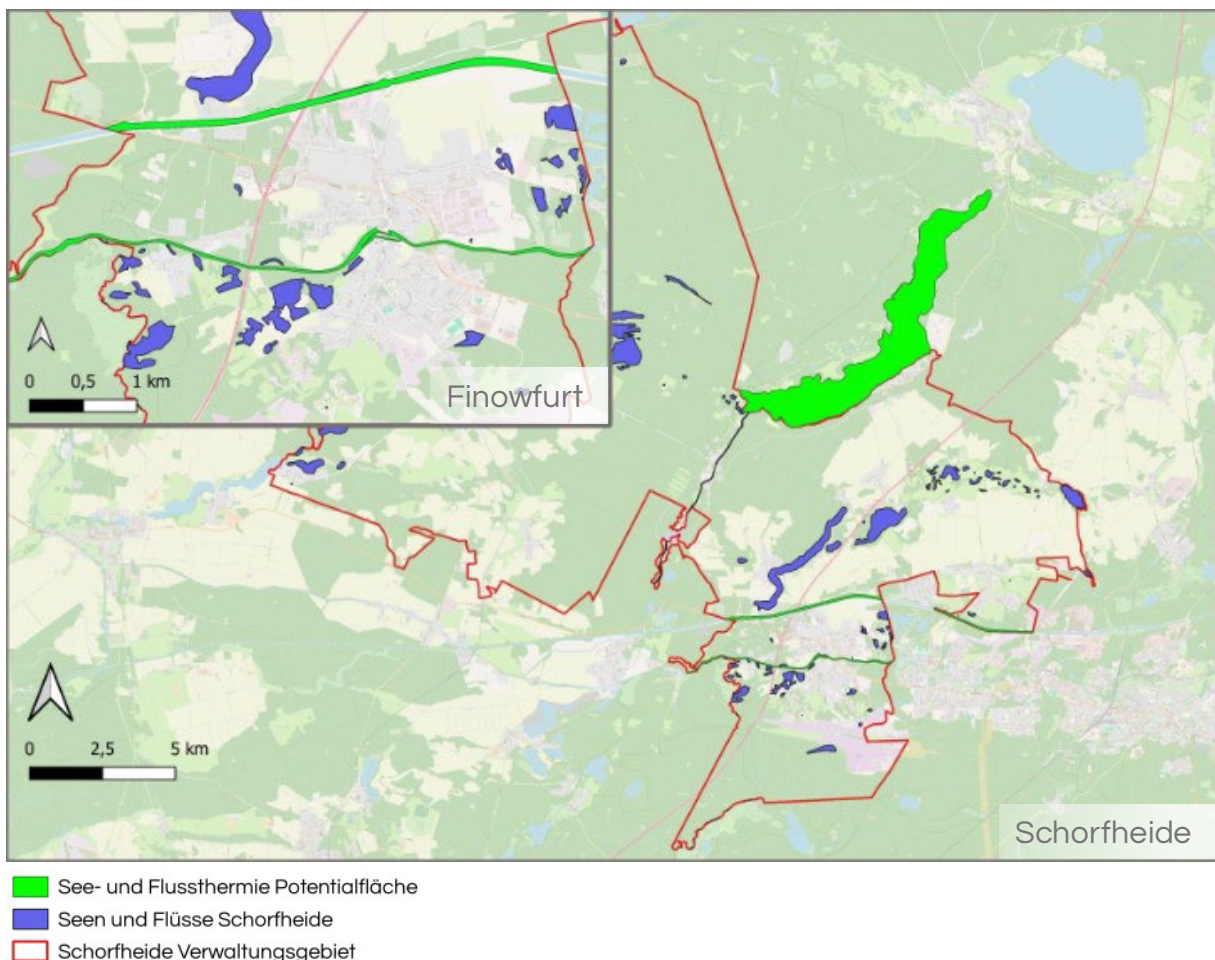 0 0,5 1 km
Finowfurt
0 2,5 5 km
Schorfheide
See- und Flussthermie Potentialfläche
Seen und Flüsse Schorfheide
Schorfheide Verwaltungsgebiet